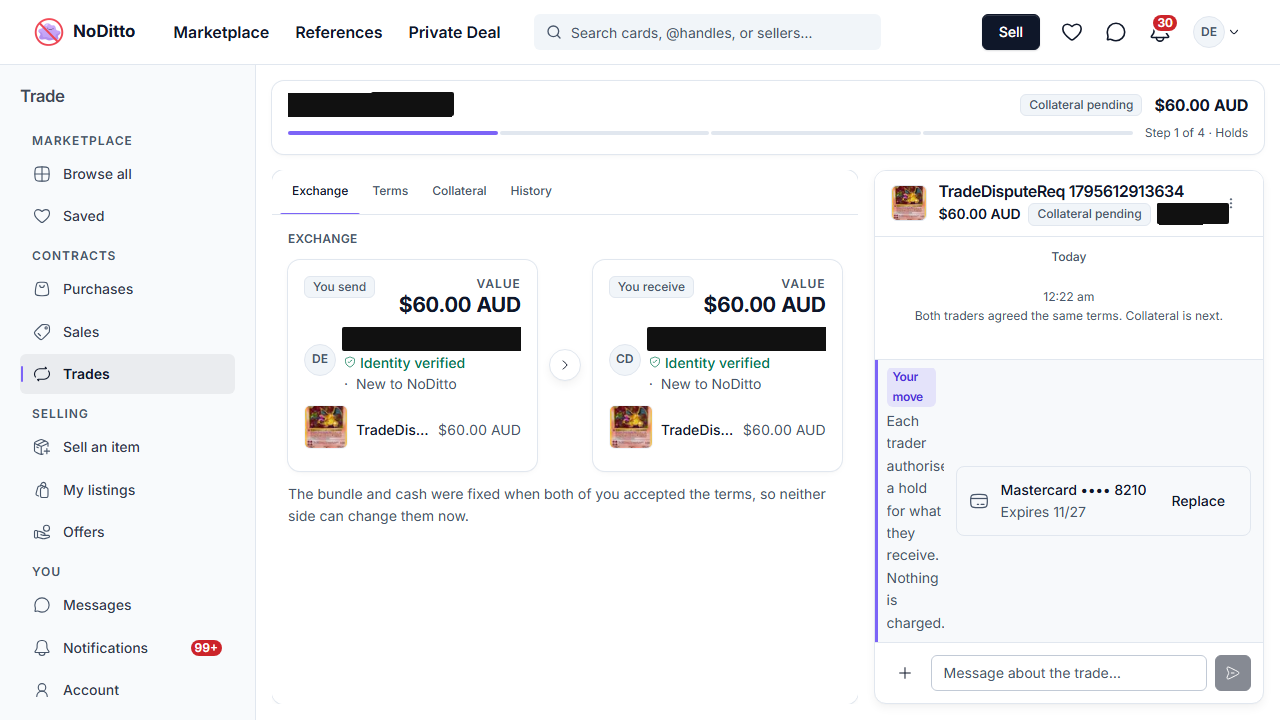 NoDitto
Marketplace
References
Private Deal
Search cards, @handles, or sellers...
Sell
30
DE
Trade
MARKETPLACE
Browse all
Saved
CONTRACTS
Purchases
Sales
Trades
SELLING
Sell an item
My listings
Offers
YOU
Messages
Notifications
99+
Account
Collateral pending
$60.00 AUD
Step 1 of 4 · Holds
Exchange
Terms
Collateral
History
EXCHANGE
You send
VALUE
$60.00 AUD
DE
Identity verified
· New to NoDitto
TradeDis...
$60.00 AUD
You receive
VALUE
$60.00 AUD
CD
Identity verified
· New to NoDitto
TradeDis...
$60.00 AUD
The bundle and cash were fixed when both of you accepted the terms, so neither
side can change them now.
TradeDisputeReq 1795612913634
$60.00 AUD
Collateral pending
Today
12:22 am
Both traders agreed the same terms. Collateral is next.
Your
move
Each
trader
authorise
a hold
for what
they
receive.
Nothing
is
charged.
Mastercard •••• 8210
Expires 11/27
Replace
Message about the trade...